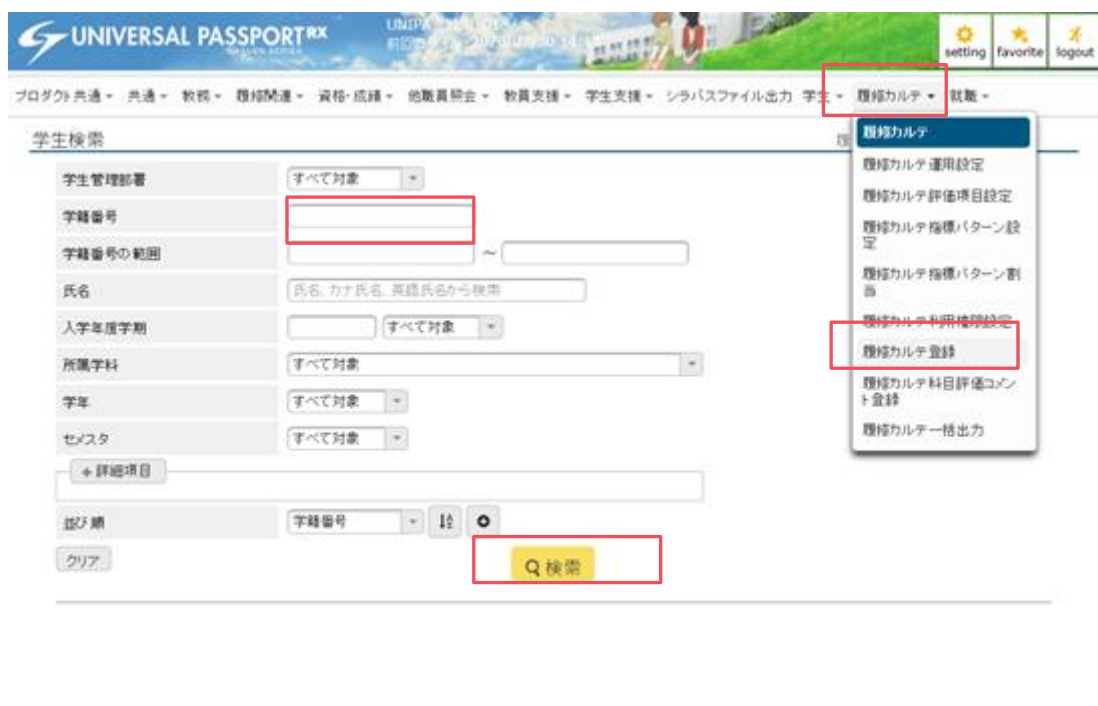 UNIVERSAL PASSPORT RX
setting
favorite
logout
プロダクト共通
共通
教務
履修関連
資格・成績
他職員照会
教員支援
学生支援
シラバスファイル出力
学生
履修カルテ
就職
学生検索
履修カルテ
履修カルテ運用設定
履修カルテ評価項目設定
履修カルテ指標パターン設
定
履修カルテ指標パターン割
当
履修カルテ利用権限設定
履修カルテ登録
履修カルテ科目評価コメン
ト登録
履修カルテ一括出力
学生管理部署
すべて対象
学籍番号
学籍番号の範囲
～
氏名
氏名, カナ氏名, 英語氏名から検索
入学年度学期
すべて対象
所属学科
すべて対象
学年
すべて対象
セメスタ
すべて対象
+ 詳細項目
並び順
学籍番号
クリア
検索